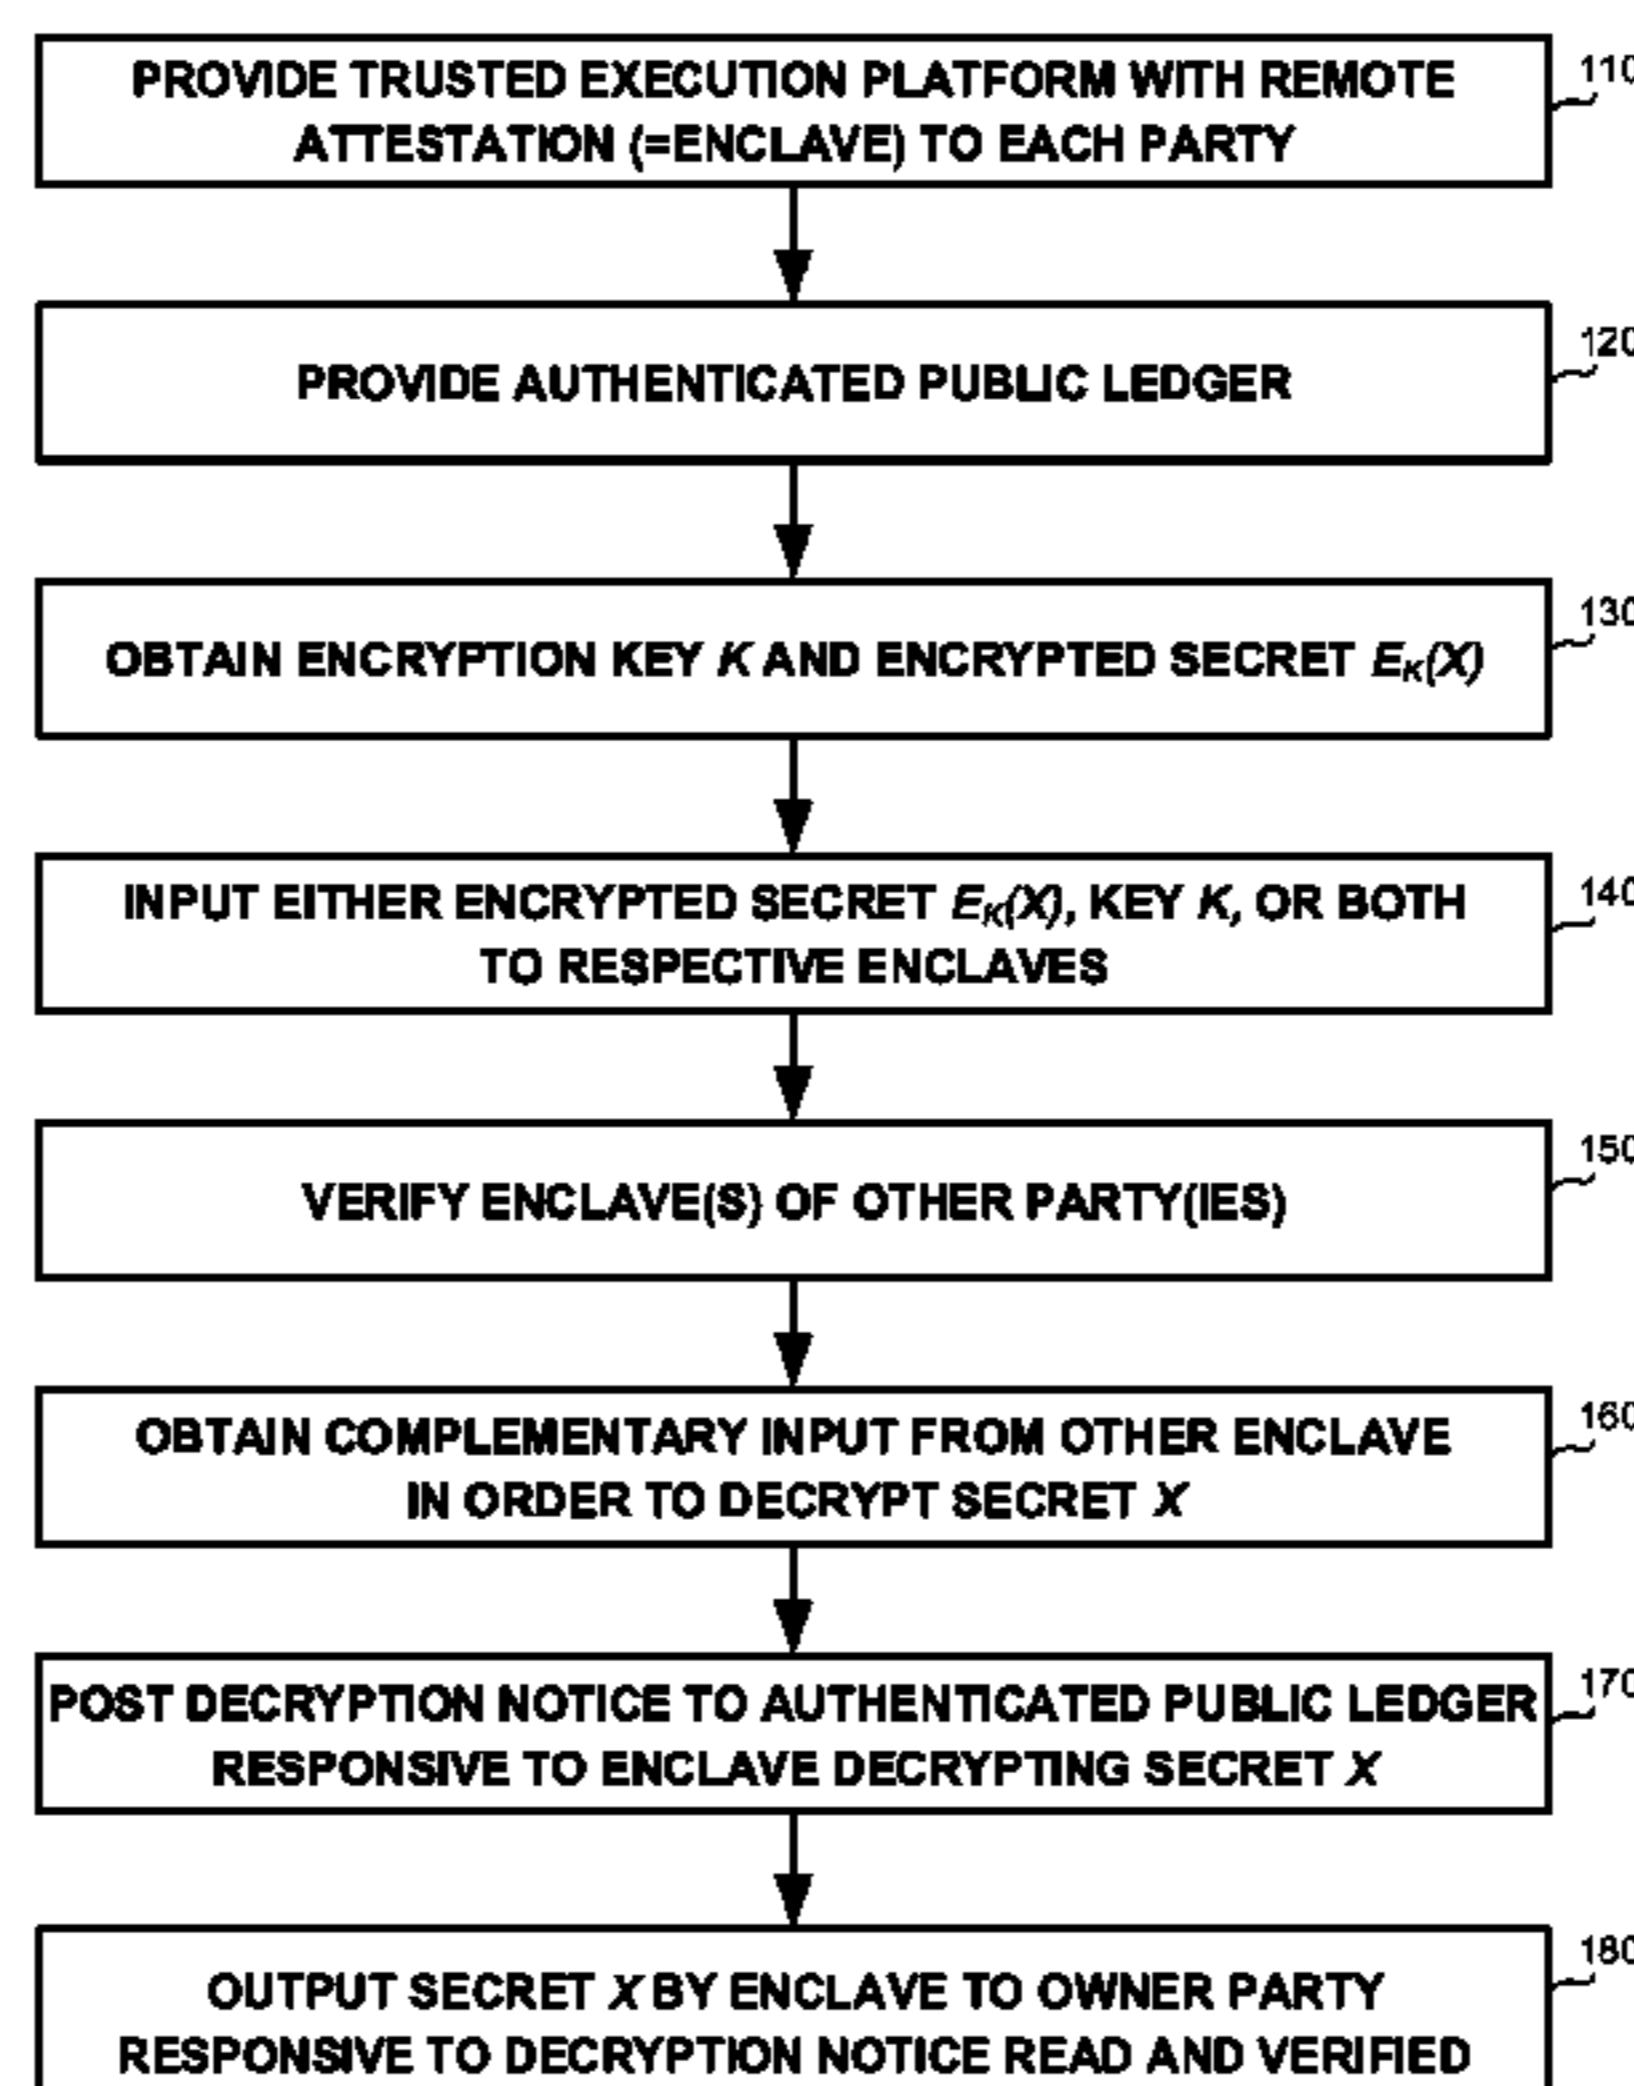 PROVIDE TRUSTED EXECUTION PLATFORM WITH REMOTE
ATTESTATION (=ENCLAVE) TO EACH PARTY
110
PROVIDE AUTHENTICATED PUBLIC LEDGER
120
OBTAIN ENCRYPTION KEY K AND ENCRYPTED SECRET E_K(X)
130
INPUT EITHER ENCRYPTED SECRET E_K(X), KEY K, OR BOTH
TO RESPECTIVE ENCLAVES
140
VERIFY ENCLAVE(S) OF OTHER PARTY(IES)
150
OBTAIN COMPLEMENTARY INPUT FROM OTHER ENCLAVE
IN ORDER TO DECRYPT SECRET X
160
POST DECRYPTION NOTICE TO AUTHENTICATED PUBLIC LEDGER
RESPONSIVE TO ENCLAVE DECRYPTING SECRET X
170
OUTPUT SECRET X BY ENCLAVE TO OWNER PARTY
RESPONSIVE TO DECRYPTION NOTICE READ AND VERIFIED
180